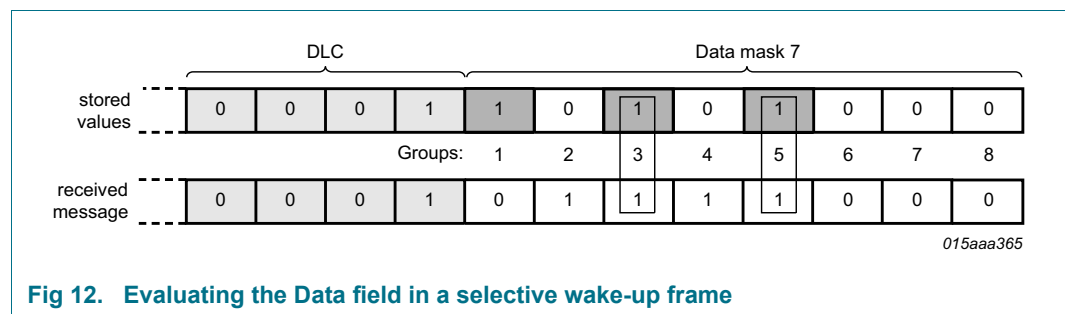 DLC Data mask 7
stored values 0 0 0 1 1 0 1 0 1 0 0 0
Groups: 1 2 3 4 5 6 7 8
received message 0 0 0 1 0 1 1 1 1 0 0 0
015aaa365
Fig 12. Evaluating the Data field in a selective wake-up frame